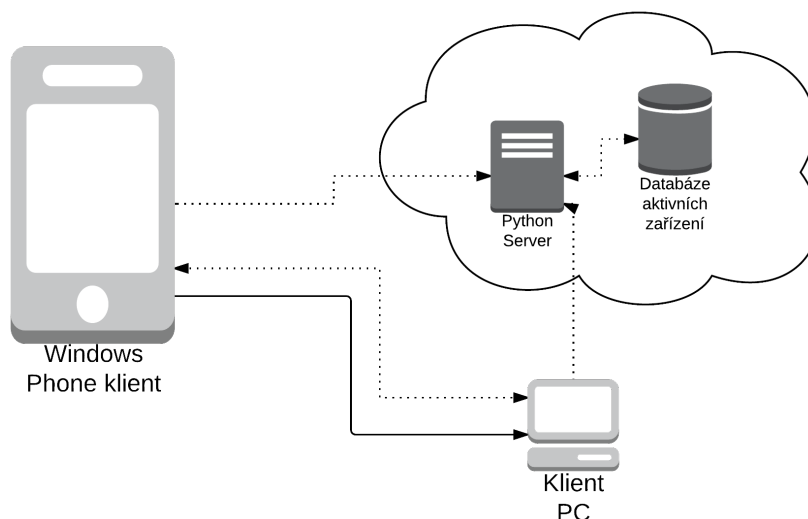 Python
Server
Databáze
aktivních
zařízení
Windows
Phone klient
Klient
PC